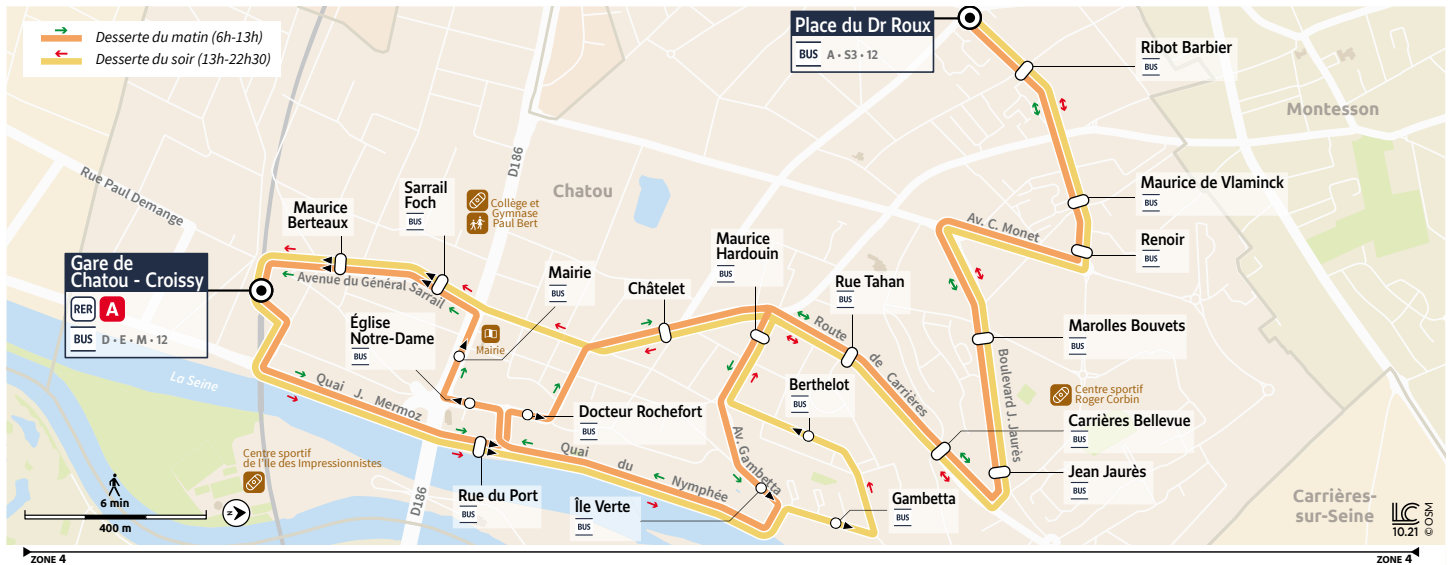 Desserte du matin (6h-13h)
Desserte du soir (13h-22h30)
Place du Dr Roux
BUS A • S3 • 12
Ribot Barbier
BUS
Montesson
D186
Rue Paul Demange
Chatou
Maurice
Berteaux
Sarrail
Foch
BUS
Collège et
Gymnase
Paul Bert
Maurice de Vlaminck
BUS
Av. C. Monet
Renoir
BUS
Gare de
Chatou - Croissy
RER A
BUS D • E • M • 12
Avenue du Général Sarrail
Mairie
BUS
Châtelet
Maurice
Hardouin
BUS
Rue Tahan
BUS
Route de Carrières
Église
Notre-Dame
BUS
Mairie
Marolles Bouvets
BUS
Boulevard J. Jaurès
La Seine
Quai J. Mermoz
Berthelot
BUS
Centre sportif
Roger Corbin
Docteur Rochefort
BUS
Carrières Bellevue
BUS
Av. Gambetta
Quai du Nymphée
Centre sportif
de l'Ile des Impressionnistes
Jean Jaurès
BUS
6 min
400 m
N
D186
Rue du Port
BUS
Île Verte
BUS
Gambetta
BUS
Carrières-
sur-Seine
LC
10.21
© OSM
ZONE 4
ZONE 4